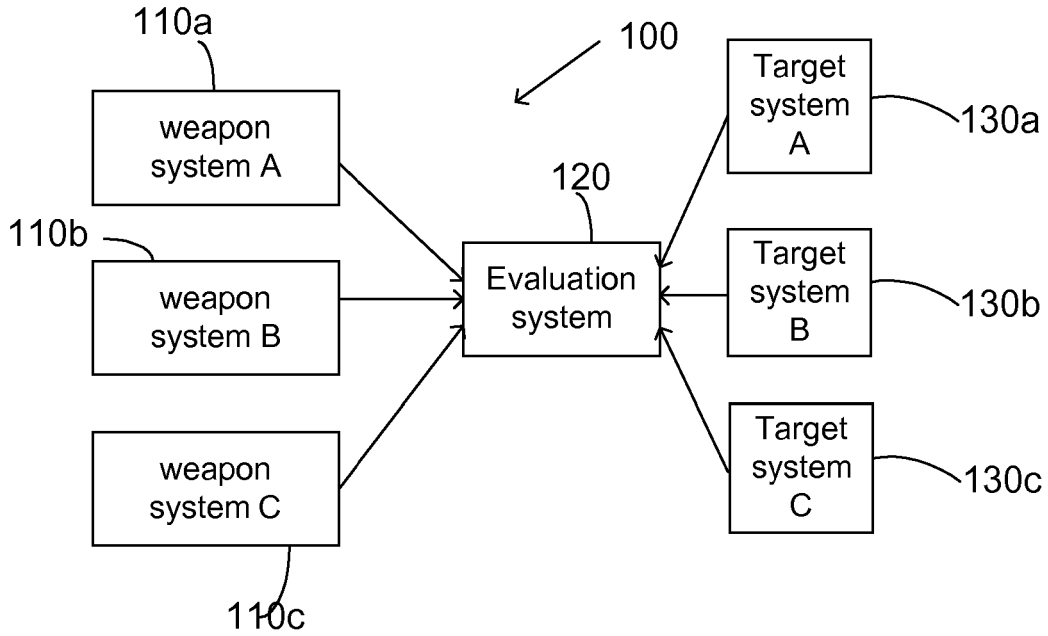 110a
100
weapon
system A
Target
system
A
130a
120
110b
weapon
system B
Evaluation
system
Target
system
B
130b
weapon
system C
Target
system
C
130c
110c